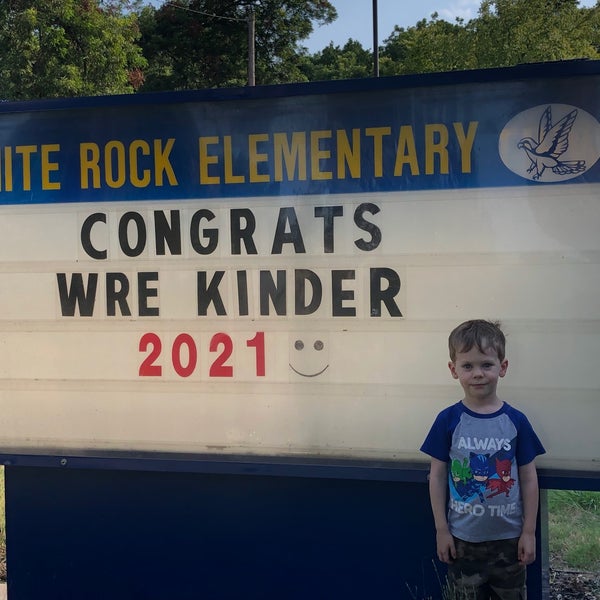 ITE ROCK ELEMENTARY
CONGRATS
WRE KINDER
2021
ALWAYS
HERO TIME